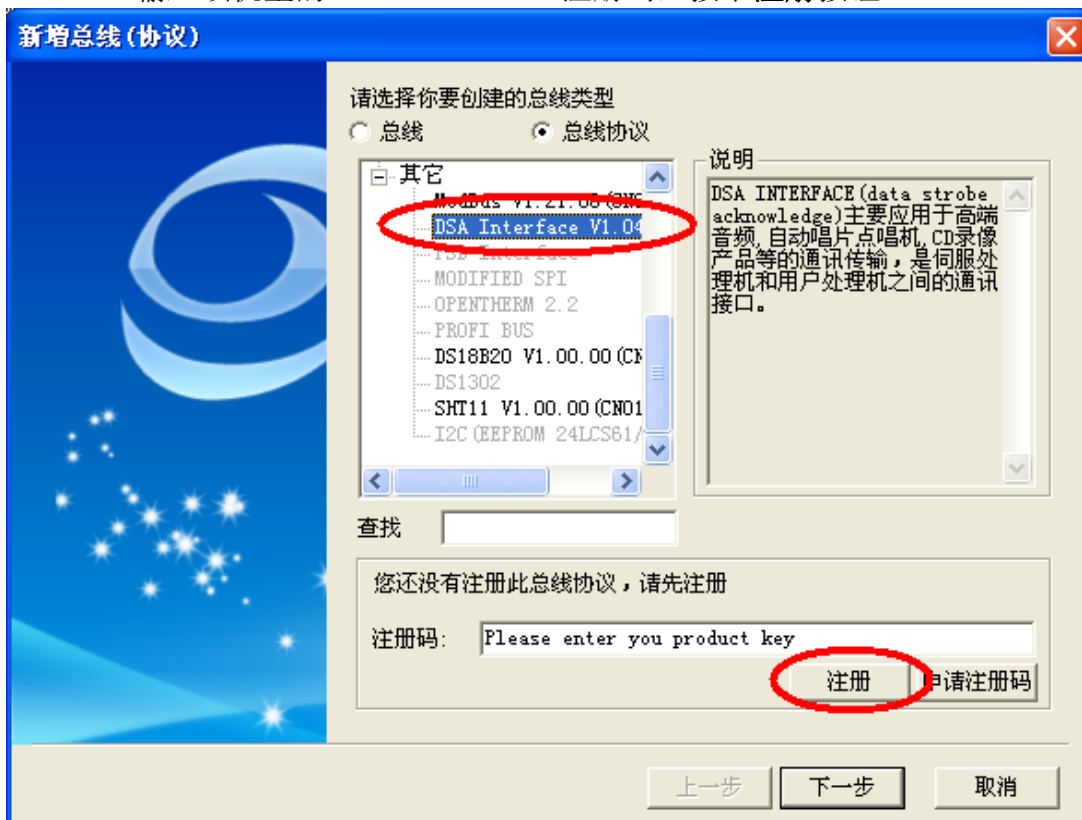 新增总线(协议)
请选择你要创建的总线类型
总线 总线协议
其它
DSA Interface V1.04
MODIFIED SPI
OPENTHERM 2.2
PROFI BUS
DS18B20 V1.00.00(CN
DS1302
SHT11 V1.00.00(CN01
I2C(EEPROM 24LCS61/
说明
DSA INTERFACE(data strobe
acknowledge)主要应用于高端
音频,自动唱片点唱机,CD录像
产品等的通讯传输，是伺服处
理机和用户处理机之间的通讯
接口。
查找
您还没有注册此总线协议，请先注册
注册码: Please enter you product key
注册 申请注册码
上一步 下一步 取消